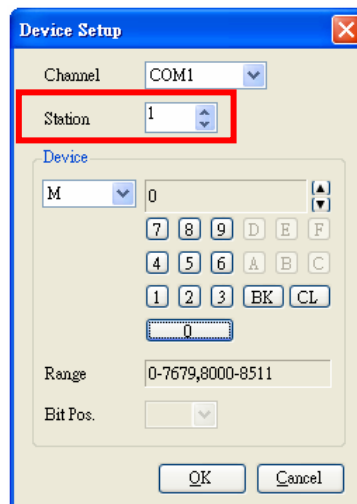 Device Setup
Channel COM1
Station 1
Device
M 0
7 8 9 D E F
4 5 6 A B C
1 2 3 BK CL
0
Range 0-7679,8000-8511
Bit Pos.
OK Cancel